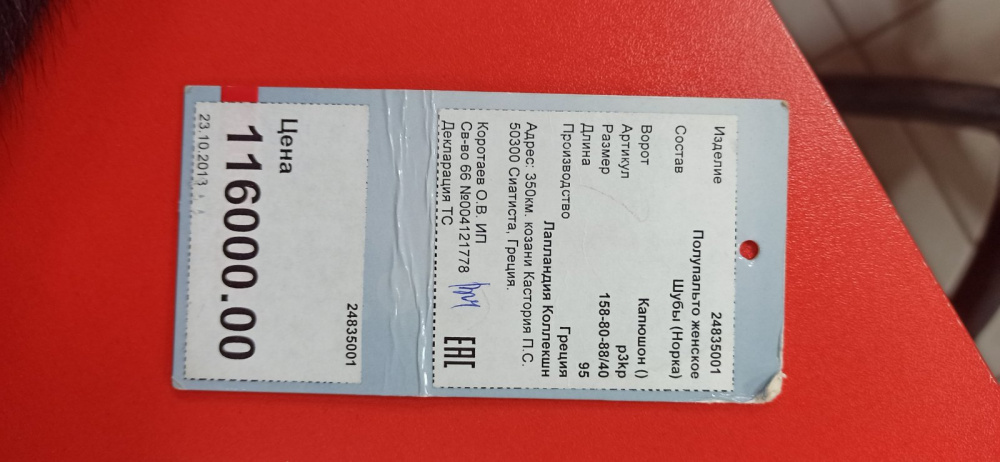 24835001
Изделие Полупальто женское
Состав Шубы (Норка)
Ворот Капюшон ()
Артикул р3kp
Размер 158-80-88/40
Длина 95
Производство Греция
Лапландия Коллекшн
Адрес: 350км. козани Кастория П.С.
50300 Сиатиста, Греция.
Коротаев О.В. ИП
Св-во 66 №004121778
Декларация ТС
EAC
24835001
Цена
116000.00
23.10.2013